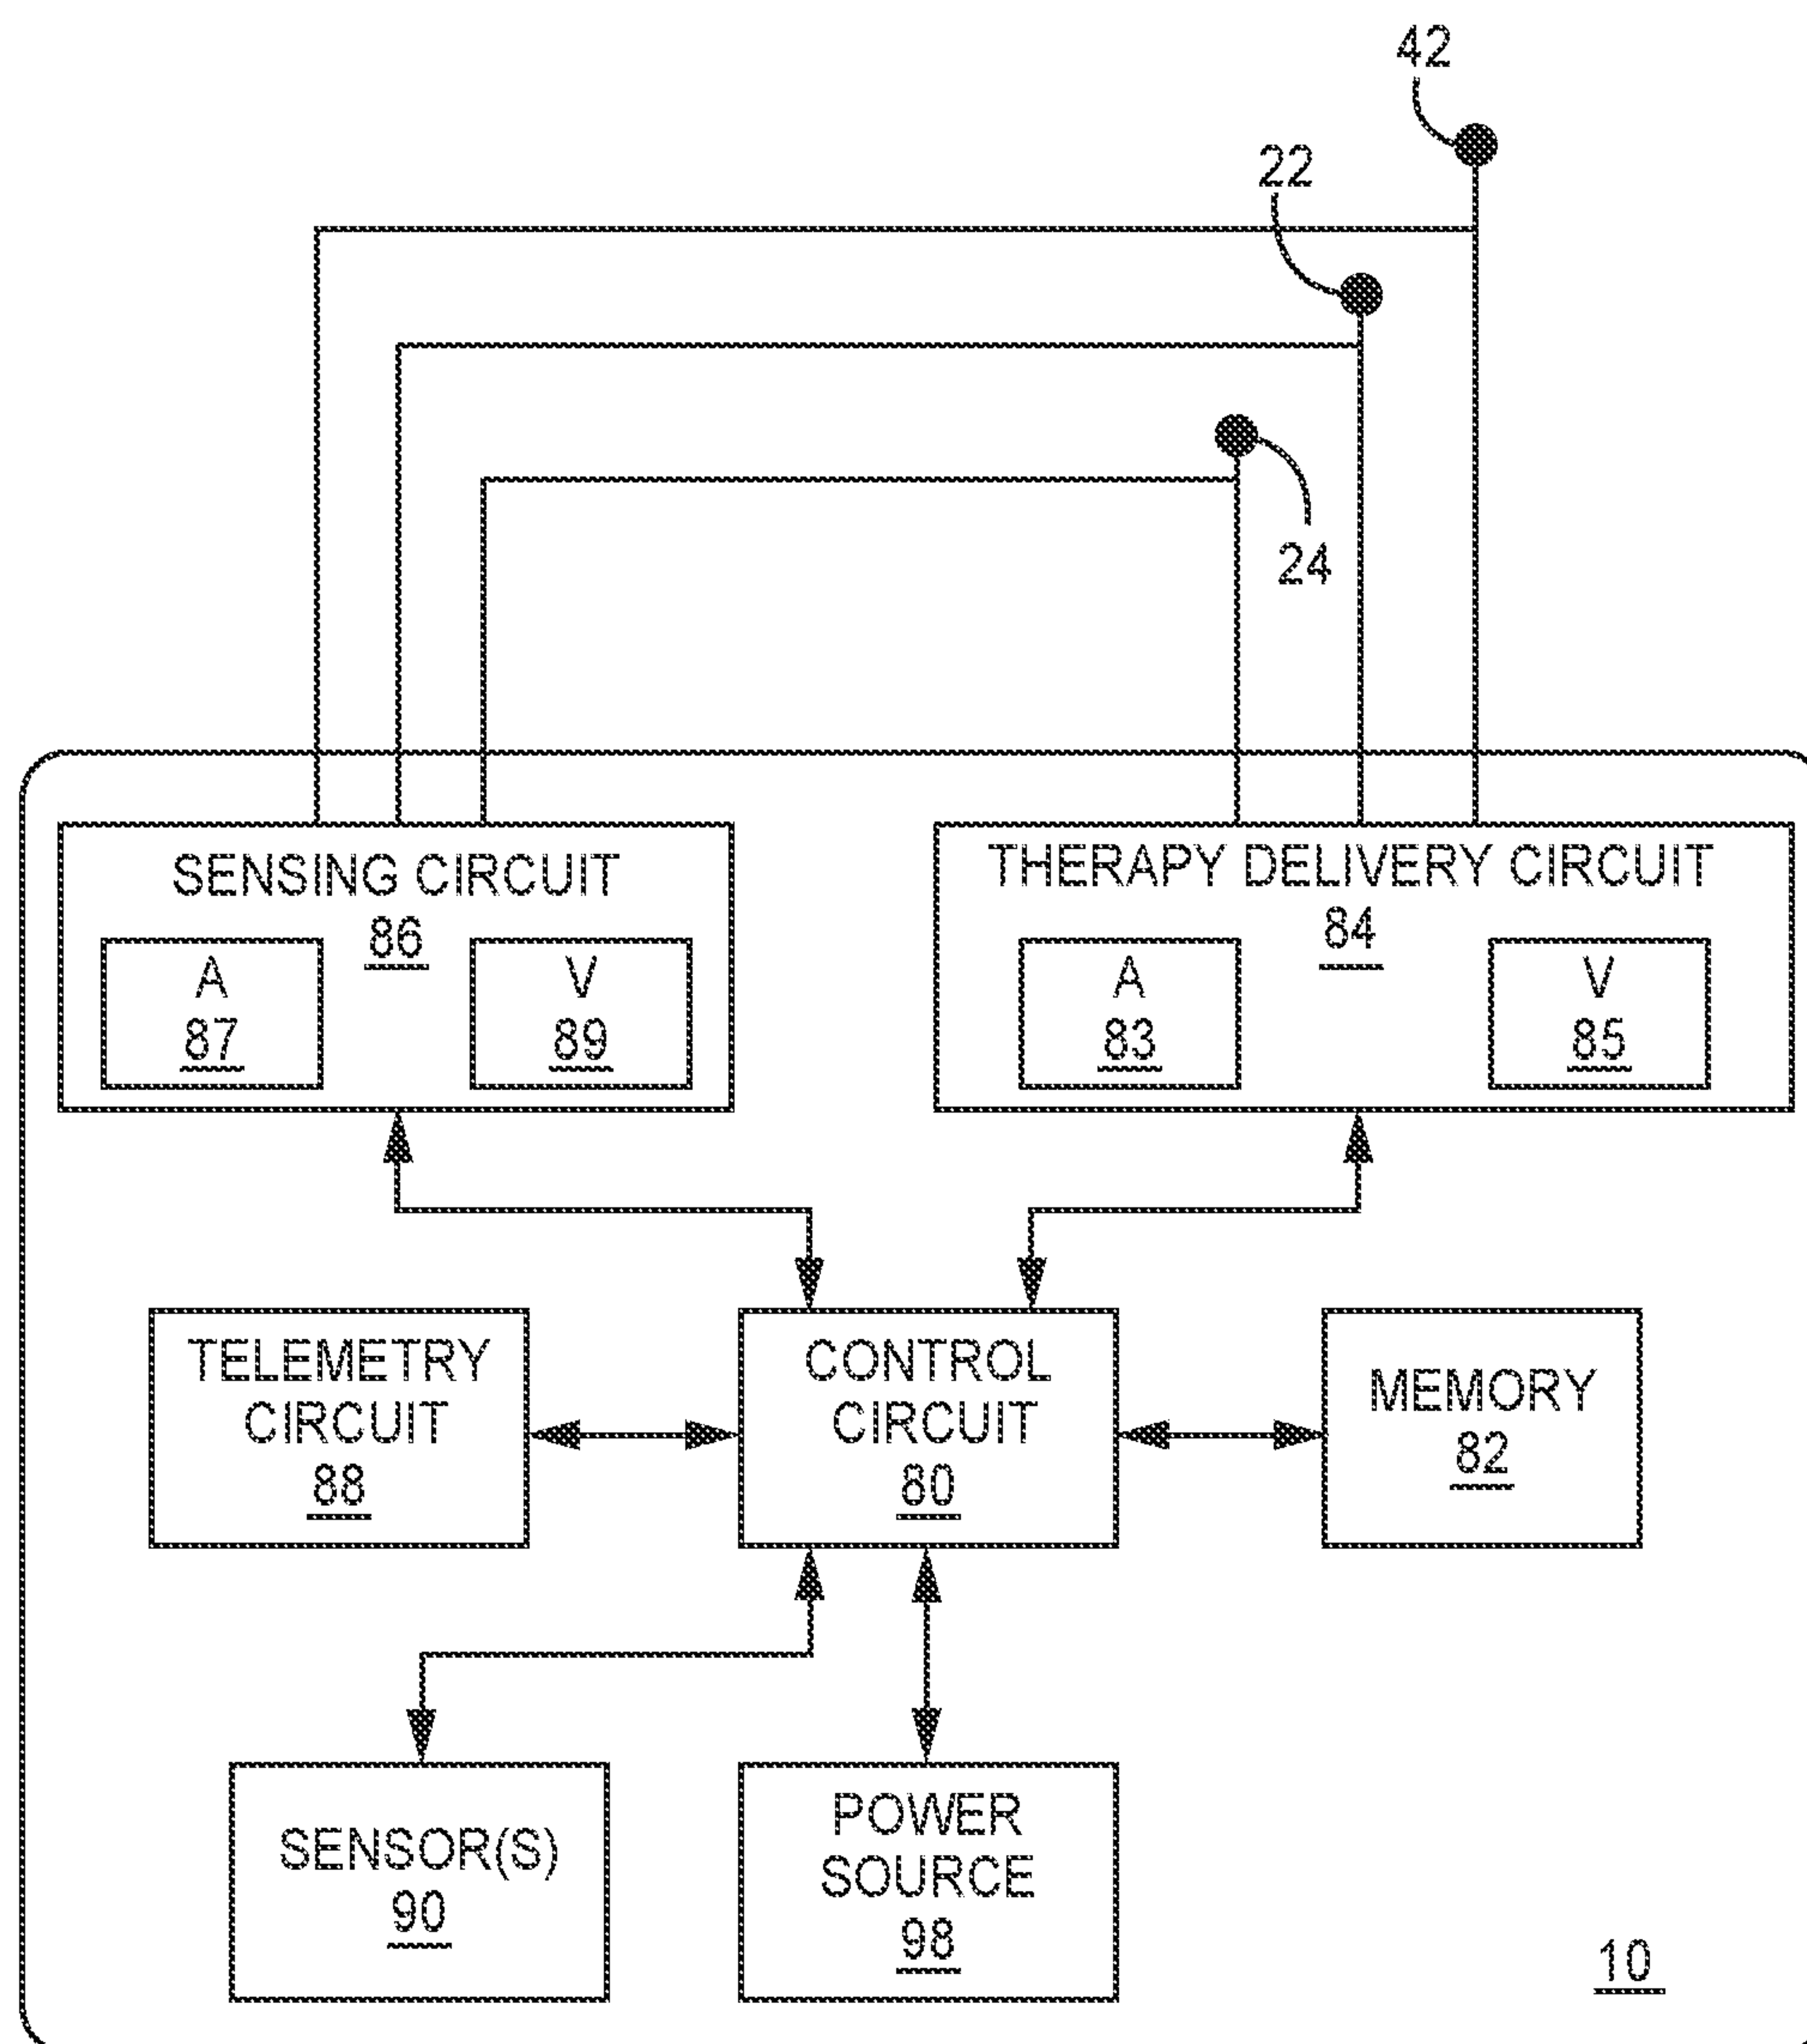 42
22
24
SENSING CIRCUIT
86
A
87
V
89
THERAPY DELIVERY CIRCUIT
84
A
83
V
85
TELEMETRY
CIRCUIT
88
CONTROL
CIRCUIT
80
MEMORY
82
SENSOR(S)
90
POWER
SOURCE
98
10